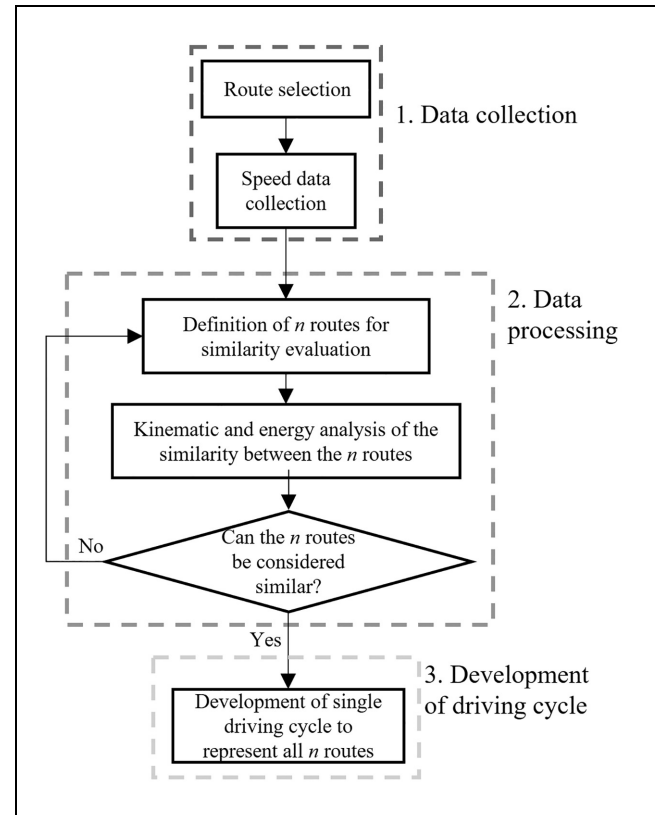 Route selection
1. Data collection
Speed data
collection
2. Data
processing
Definition of n routes for
similarity evaluation
Kinematic and energy analysis of the
similarity between the n routes
Can the n routes
be considered
similar?
No
Yes
3. Development
of driving cycle
Development of single
driving cycle to
represent all n routes